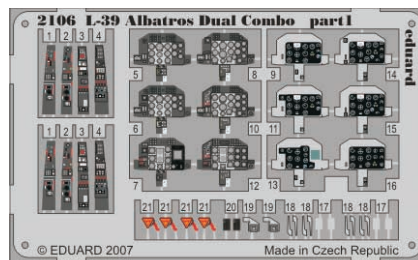 2106 L-39 Albatros Dual Combo part1
eduard
1 2 3 4
5 8 9 14
6 10 11 15
1 2 3 4
7 12 13 16
21 21 21 21 20 19 19 18 18 17 18 18 17
© EDUARD 2007 Made in Czech Republic